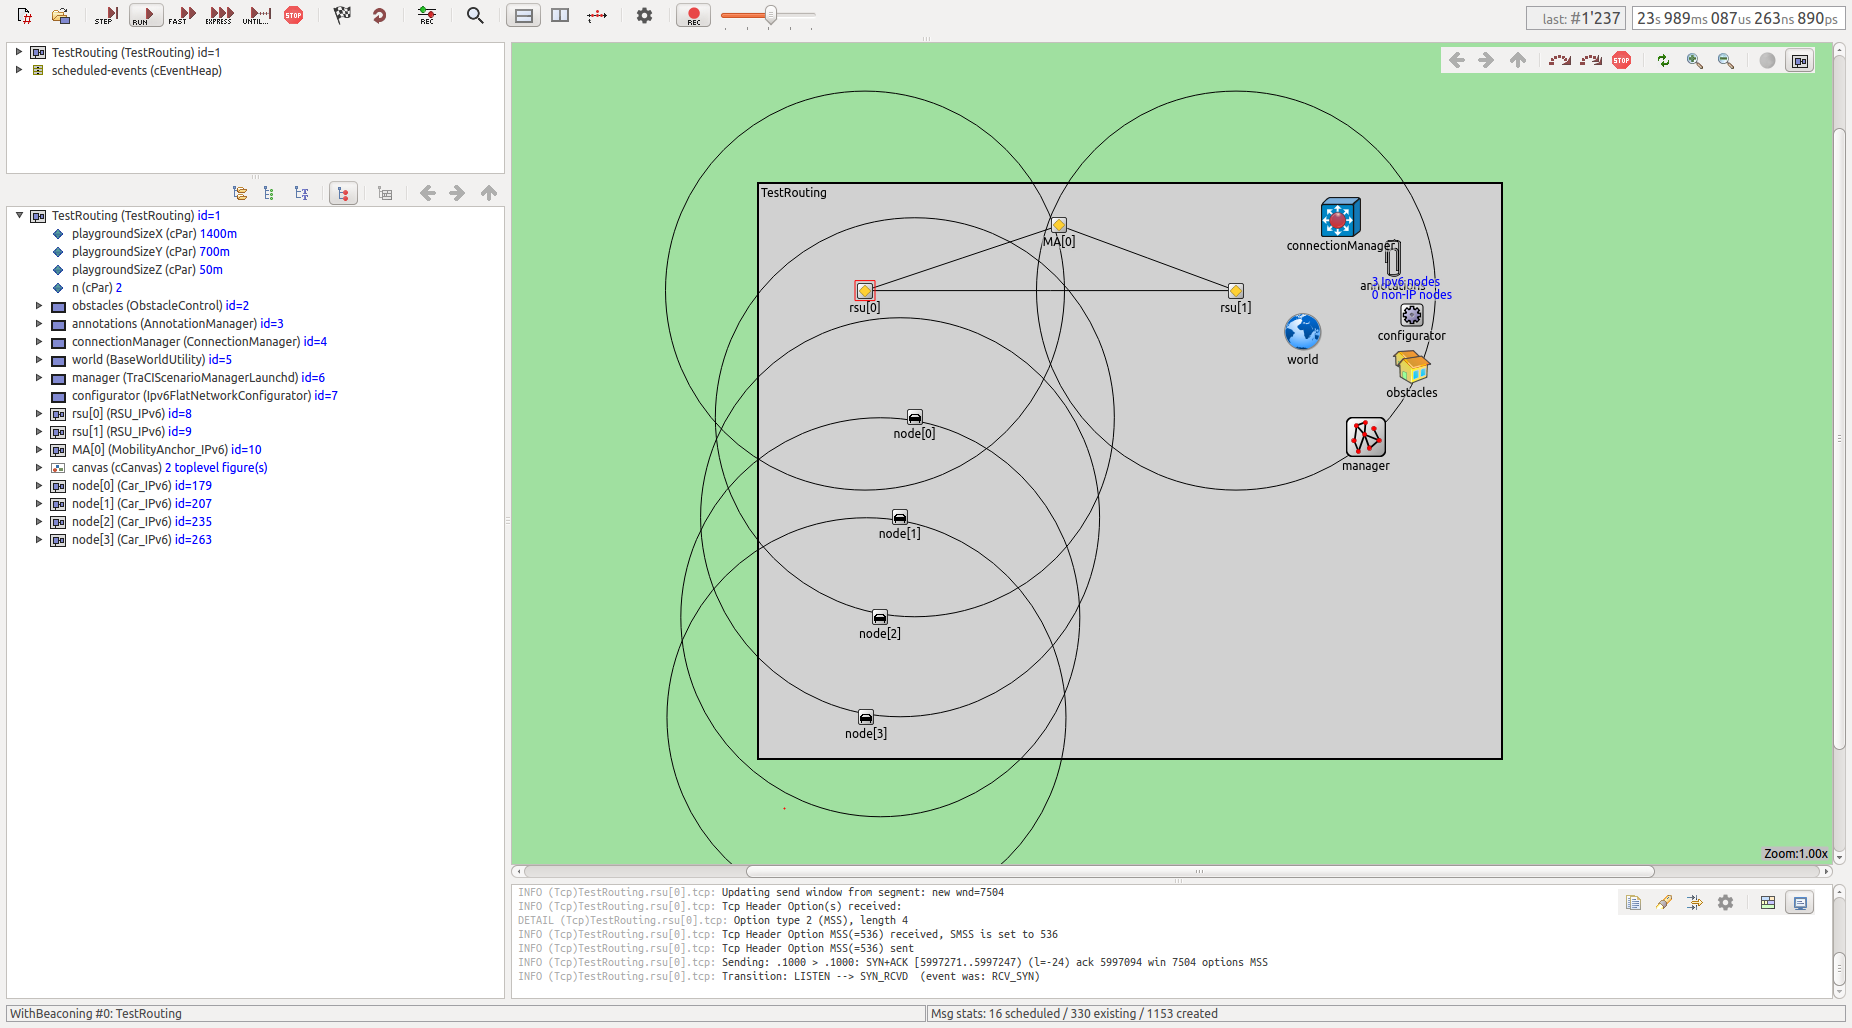 STEP
RUN
FAST
EXPRESS
UNTIL...
STOP
REC
REC
last: #1'237
23s 989ms 087us 263ns 890ps
TestRouting (TestRouting) id=1
scheduled-events (cEventHeap)
TestRouting (TestRouting) id=1
playgroundSizeX (cPar) 1400m
playgroundSizeY (cPar) 700m
playgroundSizeZ (cPar) 50m
n (cPar) 2
obstacles (ObstacleControl) id=2
annotations (AnnotationManager) id=3
connectionManager (ConnectionManager) id=4
world (BaseWorldUtility) id=5
manager (TraCIScenarioManagerLaunchd) id=6
configurator (Ipv6FlatNetworkConfigurator) id=7
rsu[0] (RSU_IPv6) id=8
rsu[1] (RSU_IPv6) id=9
MA[0] (MobilityAnchor_IPv6) id=10
canvas (cCanvas) 2 toplevel figure(s)
node[0] (Car_IPv6) id=179
node[1] (Car_IPv6) id=207
node[2] (Car_IPv6) id=235
node[3] (Car_IPv6) id=263
STOP
TestRouting
MA[0]
connectionManager
annotations
3 Ipv6 nodes
0 non-IP nodes
rsu[0]
rsu[1]
configurator
world
obstacles
node[0]
manager
node[1]
node[2]
node[3]
Zoom:1.00x
INFO (Tcp)TestRouting.rsu[0].tcp: Updating send window from segment: new wnd=7504
INFO (Tcp)TestRouting.rsu[0].tcp: Tcp Header Option(s) received:
DETAIL (Tcp)TestRouting.rsu[0].tcp: Option type 2 (MSS), length 4
INFO (Tcp)TestRouting.rsu[0].tcp: Tcp Header Option MSS(=536) received, SMSS is set to 536
INFO (Tcp)TestRouting.rsu[0].tcp: Tcp Header Option MSS(=536) sent
INFO (Tcp)TestRouting.rsu[0].tcp: Sending: .1000 > .1000: SYN+ACK [5997271..5997247) (l=-24) ack 5997094 win 7504 options MSS
INFO (Tcp)TestRouting.rsu[0].tcp: Transition: LISTEN --> SYN_RCVD (event was: RCV_SYN)
WithBeaconing #0: TestRouting
Msg stats: 16 scheduled / 330 existing / 1153 created